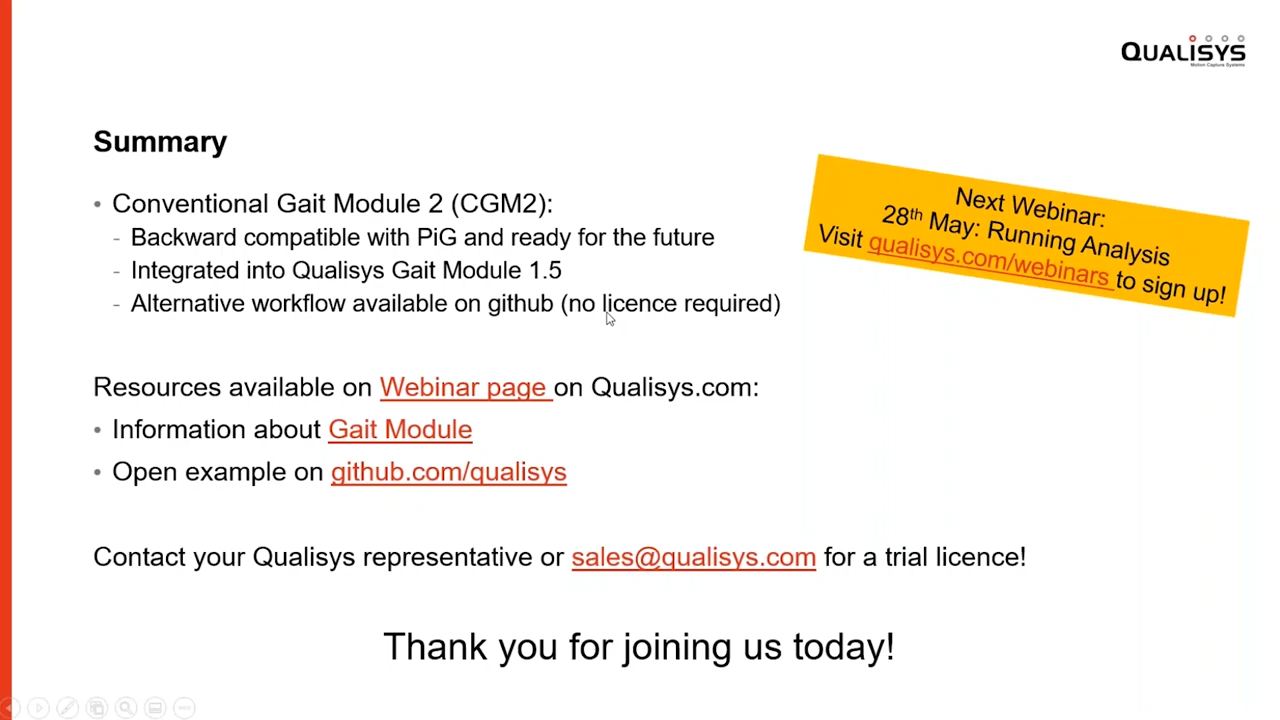 QUALISYS
Motion Capture Systems
Summary
• Conventional Gait Module 2 (CGM2):
- Backward compatible with PiG and ready for the future
- Integrated into Qualisys Gait Module 1.5
- Alternative workflow available on github (no licence required)
Next Webinar:
28th May: Running Analysis
Visit qualisys.com/webinars to sign up!
Resources available on Webinar page on Qualisys.com:
• Information about Gait Module
• Open example on github.com/qualisys
Contact your Qualisys representative or sales@qualisys.com for a trial licence!
Thank you for joining us today!